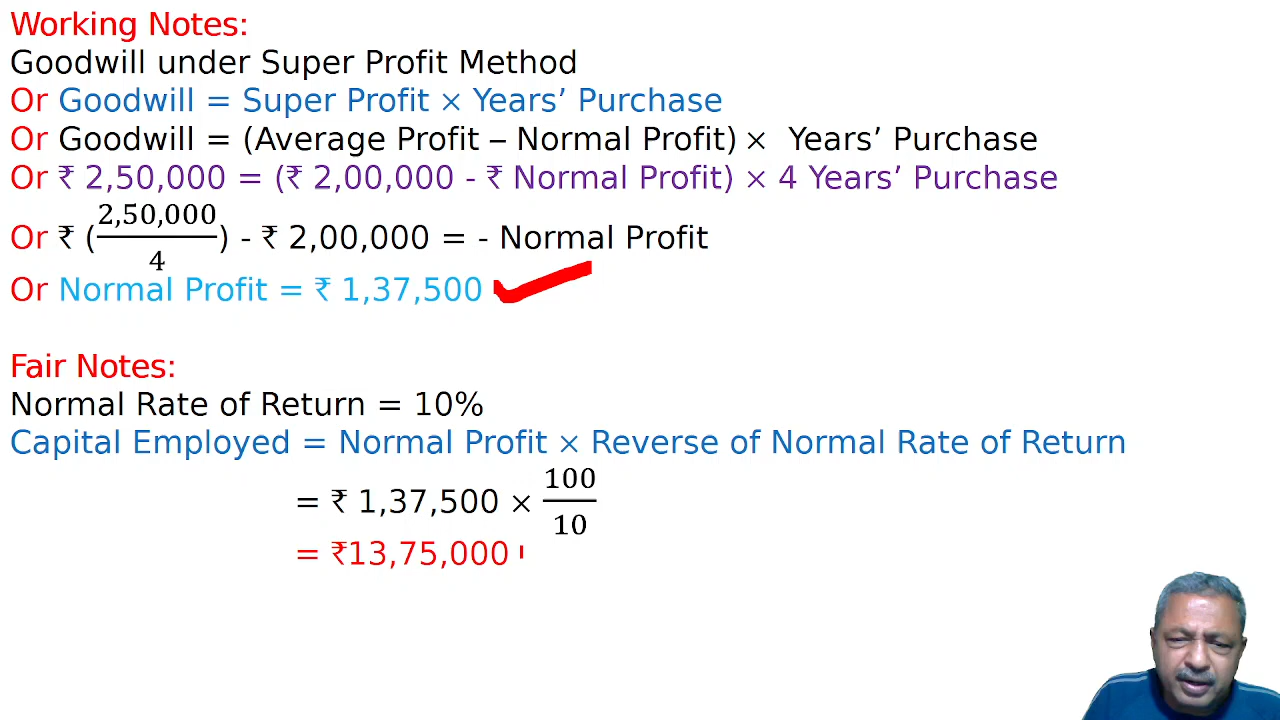 Working Notes:
Goodwill under Super Profit Method
Or Goodwill = Super Profit × Years’ Purchase
Or Goodwill = (Average Profit – Normal Profit) × Years’ Purchase
Or ₹ 2,50,000 = (₹ 2,00,000 - ₹ Normal Profit) × 4 Years’ Purchase
Or ₹ (2,50,000/4) - ₹ 2,00,000 = - Normal Profit
Or Normal Profit = ₹ 1,37,500
Fair Notes:
Normal Rate of Return = 10%
Capital Employed = Normal Profit × Reverse of Normal Rate of Return
= ₹ 1,37,500 × 100/10
= ₹13,75,000